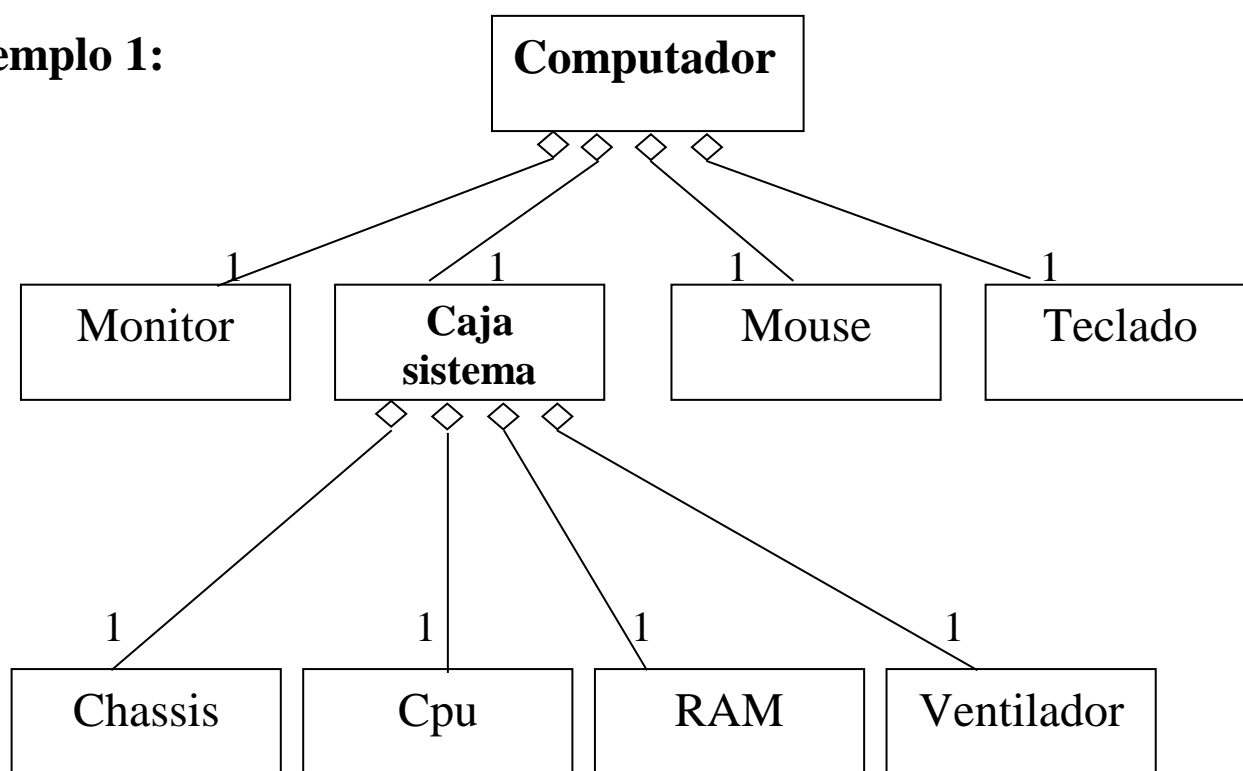 emplo 1:
Computador
1 1 1 1
Monitor
Caja
sistema
Mouse
Teclado
1 1 1 1
Chassis
Cpu
RAM
Ventilador